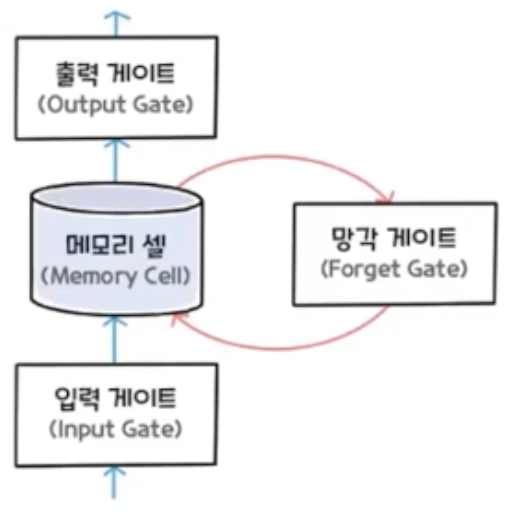 출력 게이트
(Output Gate)
메모리 셀
(Memory Cell)
망각 게이트
(Forget Gate)
입력 게이트
(Input Gate)